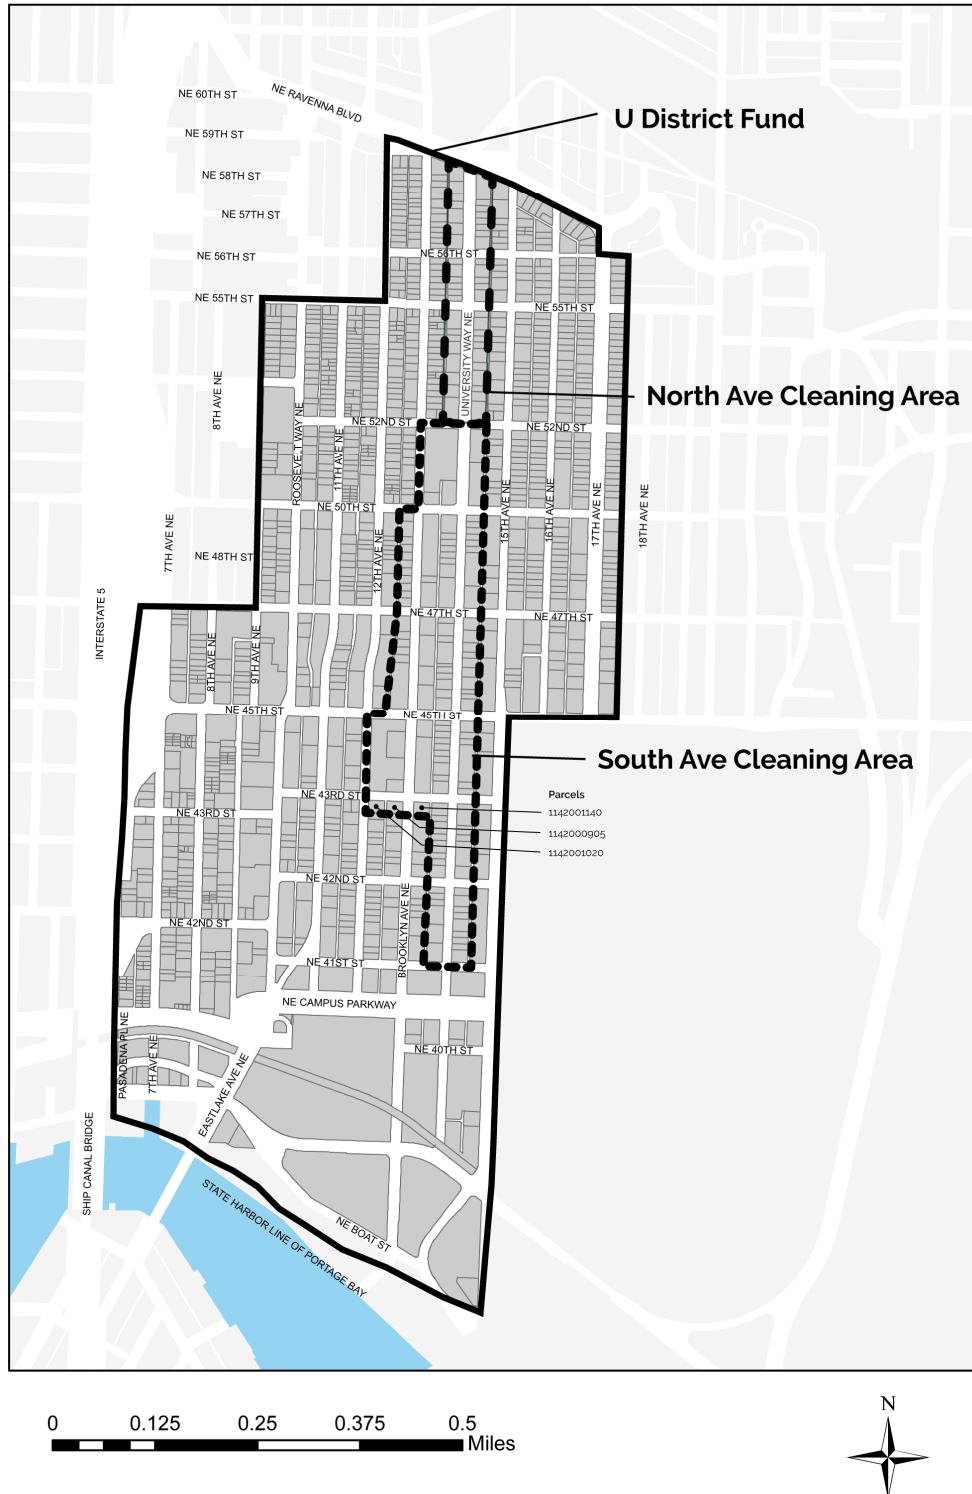 NE 60TH ST
NE RAVENNA BLVD
U District Fund
NE 59TH ST
NE 58TH ST
NE 57TH ST
NE 56TH ST
NE 56TH ST
NE 55TH ST
NE 55TH ST
UNIVERSITY WAY NE
8TH AVE NE
North Ave Cleaning Area
ROOSEVELT WAY NE
11TH AVE NE
NE 52ND ST
NE 52ND ST
NE 50TH ST
15TH AVE NE
16TH AVE NE
17TH AVE NE
18TH AVE NE
7TH AVE NE
NE 48TH ST
12TH AVE NE
NE 47TH ST
NE 47TH ST
INTERSTATE 5
8TH AVE NE
9TH AVE NE
NE 45TH ST
NE 45TH ST
South Ave Cleaning Area
NE 43RD ST
NE 43RD ST
Parcels
1142001140
1142000905
1142001020
NE 42ND ST
BROOKLYN AVE NE
NE 42ND ST
NE 41ST ST
NE CAMPUS PARKWAY
NE 40TH ST
PASADENA PL NE
7TH AVE NE
EASTLAKE AVE NE
SHIP CANAL BRIDGE
STATE HARBOR LINE OF PORTAGE BAY
NE BOAT ST
0 0.125 0.25 0.375 0.5
Miles
N